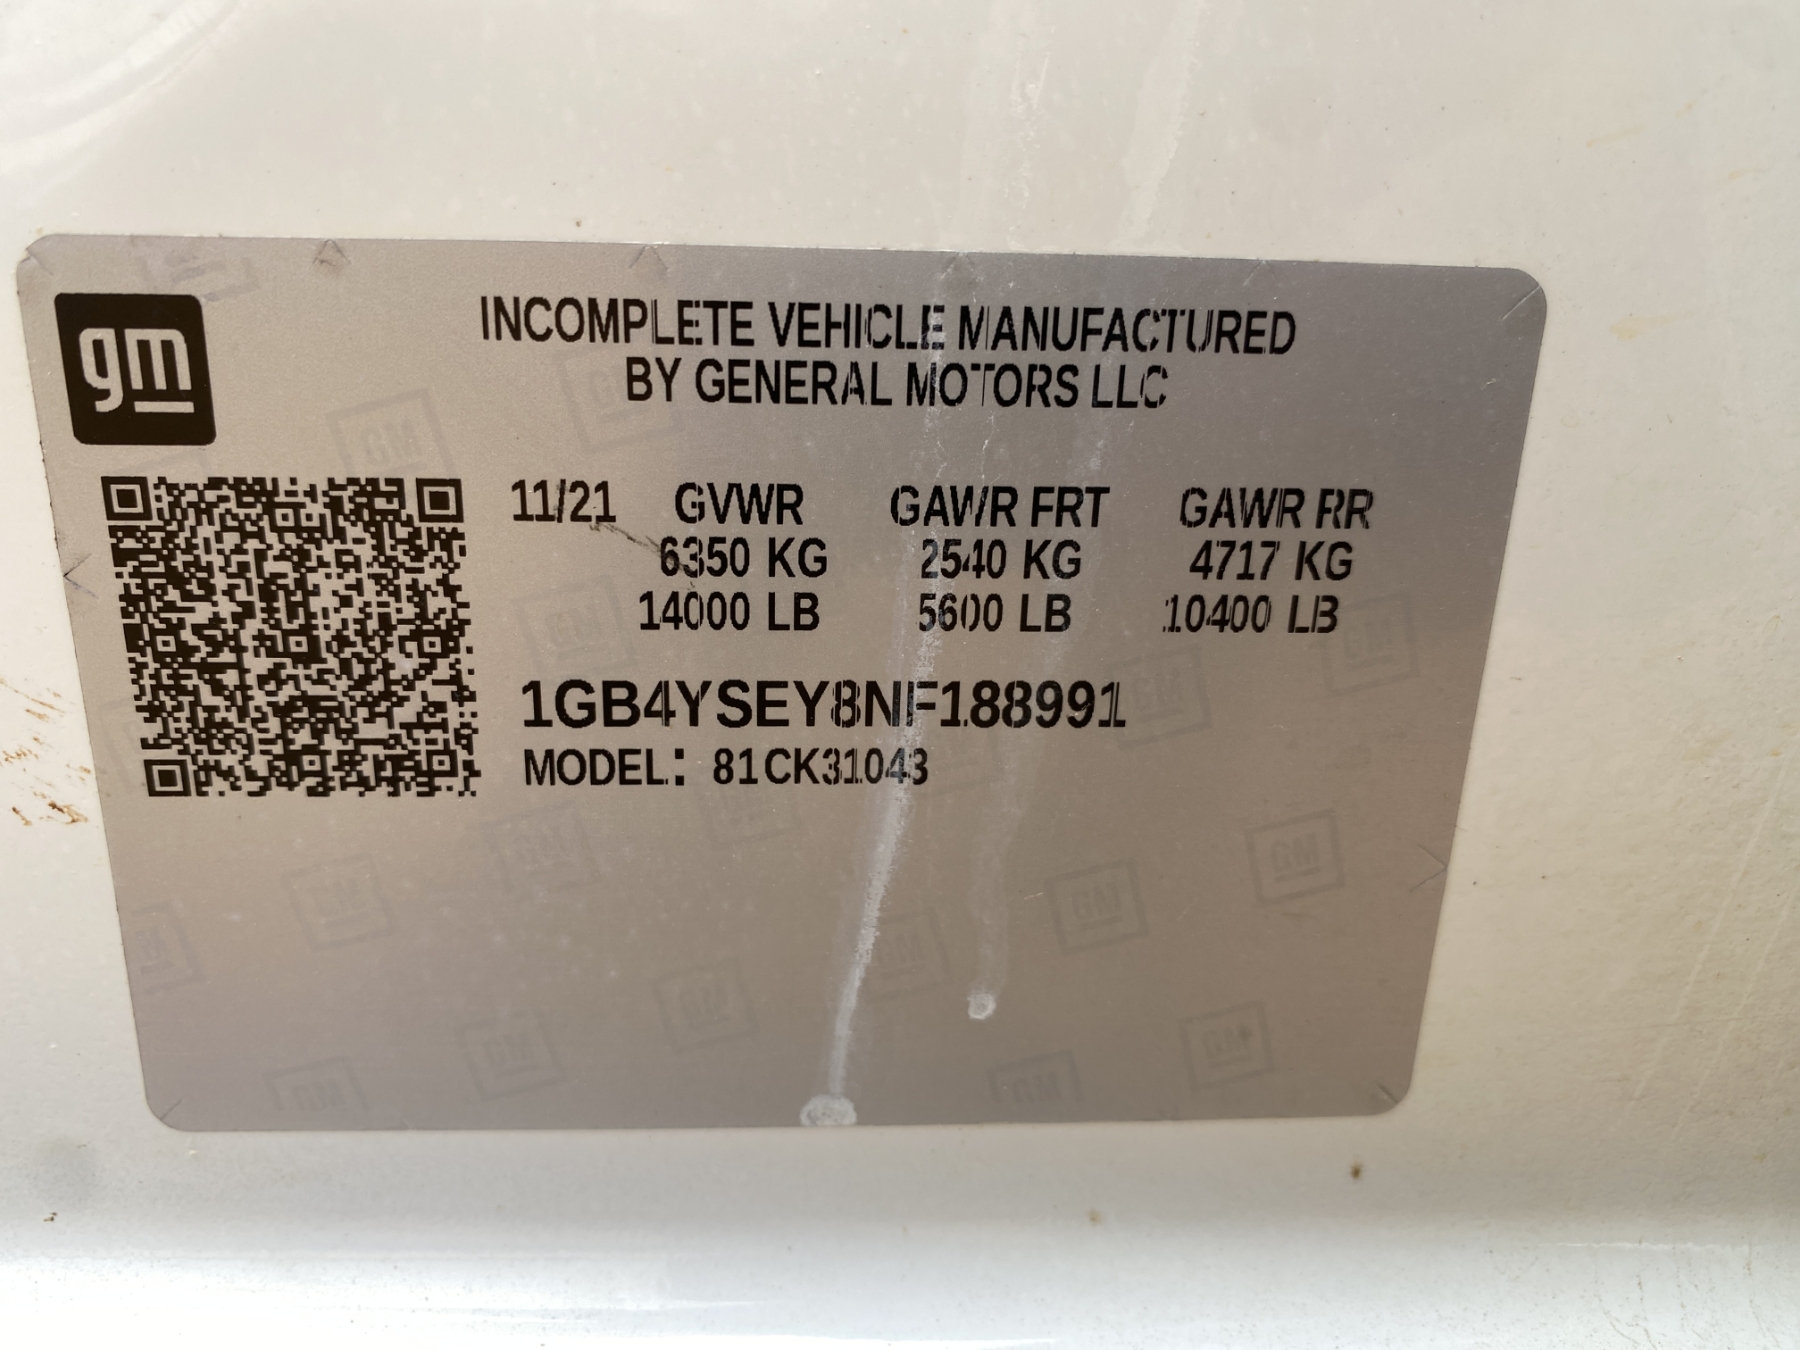 gm
INCOMPLETE VEHICLE MANUFACTURED
BY GENERAL MOTORS LLC
11/21 GVWR GAWR FRT GAWR RR
6350 KG 2540 KG 4717 KG
14000 LB 5600 LB 10400 LB
1GB4YSEY8NF188991
MODEL: 81CK31043